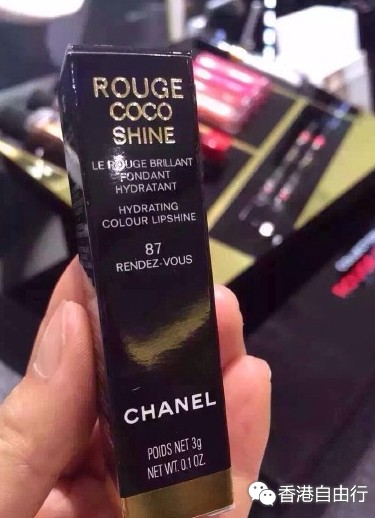 ROUGE
COCO
SHINE
LE ROUGE BRILLANT
FONDANT
HYDRATANT
HYDRATING
COLOUR LIPSHINE
87
RENDEZ-VOUS
CHANEL
POIDS NET 3g
NET WT. 0.1 OZ.
香港自由行